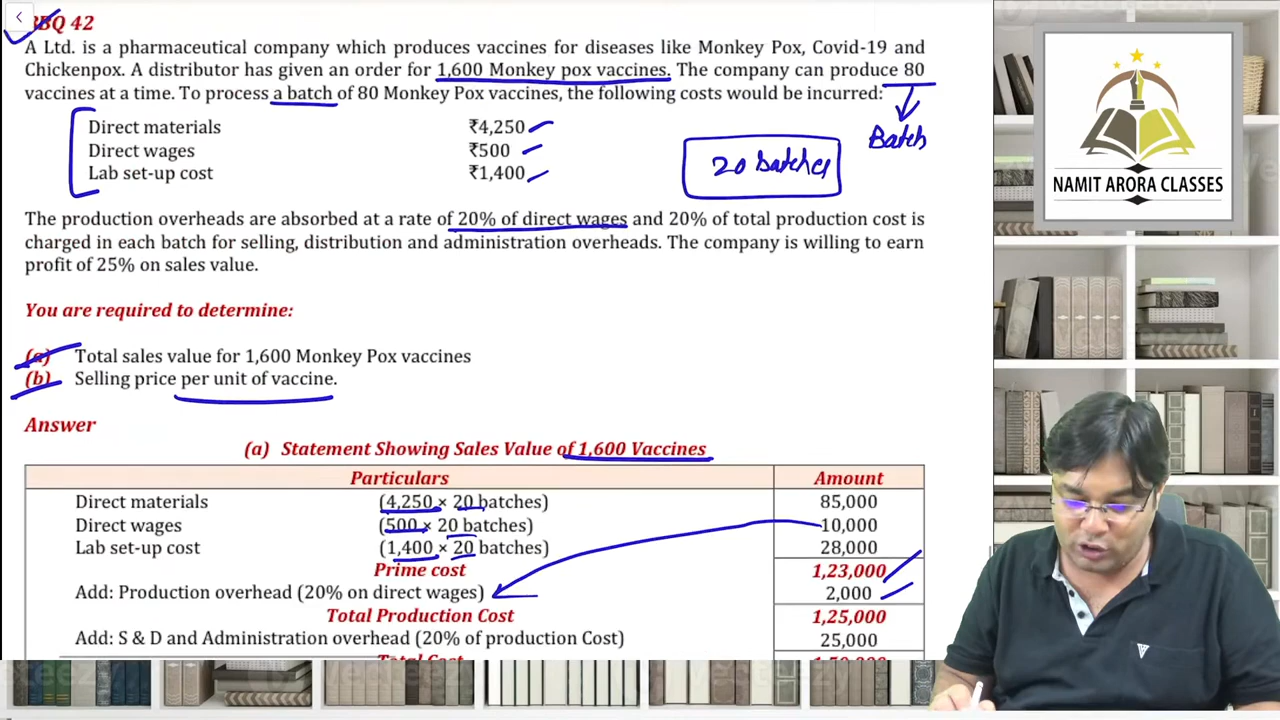 BQ 42
A Ltd. is a pharmaceutical company which produces vaccines for diseases like Monkey Pox, Covid-19 and
Chickenpox. A distributor has given an order for 1,600 Monkey pox vaccines. The company can produce 80
vaccines at a time. To process a batch of 80 Monkey Pox vaccines, the following costs would be incurred:
Batch
Direct materials ₹4,250
Direct wages ₹500
Lab set-up cost ₹1,400
20 batches
The production overheads are absorbed at a rate of 20% of direct wages and 20% of total production cost is
charged in each batch for selling, distribution and administration overheads. The company is willing to earn
profit of 25% on sales value.
You are required to determine:
(a) Total sales value for 1,600 Monkey Pox vaccines
(b) Selling price per unit of vaccine.
Answer
(a) Statement Showing Sales Value of 1,600 Vaccines
Particulars Amount
Direct materials (4,250 × 20 batches) 85,000
Direct wages (500 × 20 batches) 10,000
Lab set-up cost (1,400 × 20 batches) 28,000
Prime cost 1,23,000
Add: Production overhead (20% on direct wages) 2,000
Total Production Cost 1,25,000
Add: S & D and Administration overhead (20% of production Cost) 25,000
Total Cost 1,50,000
NAMIT ARORA CLASSES